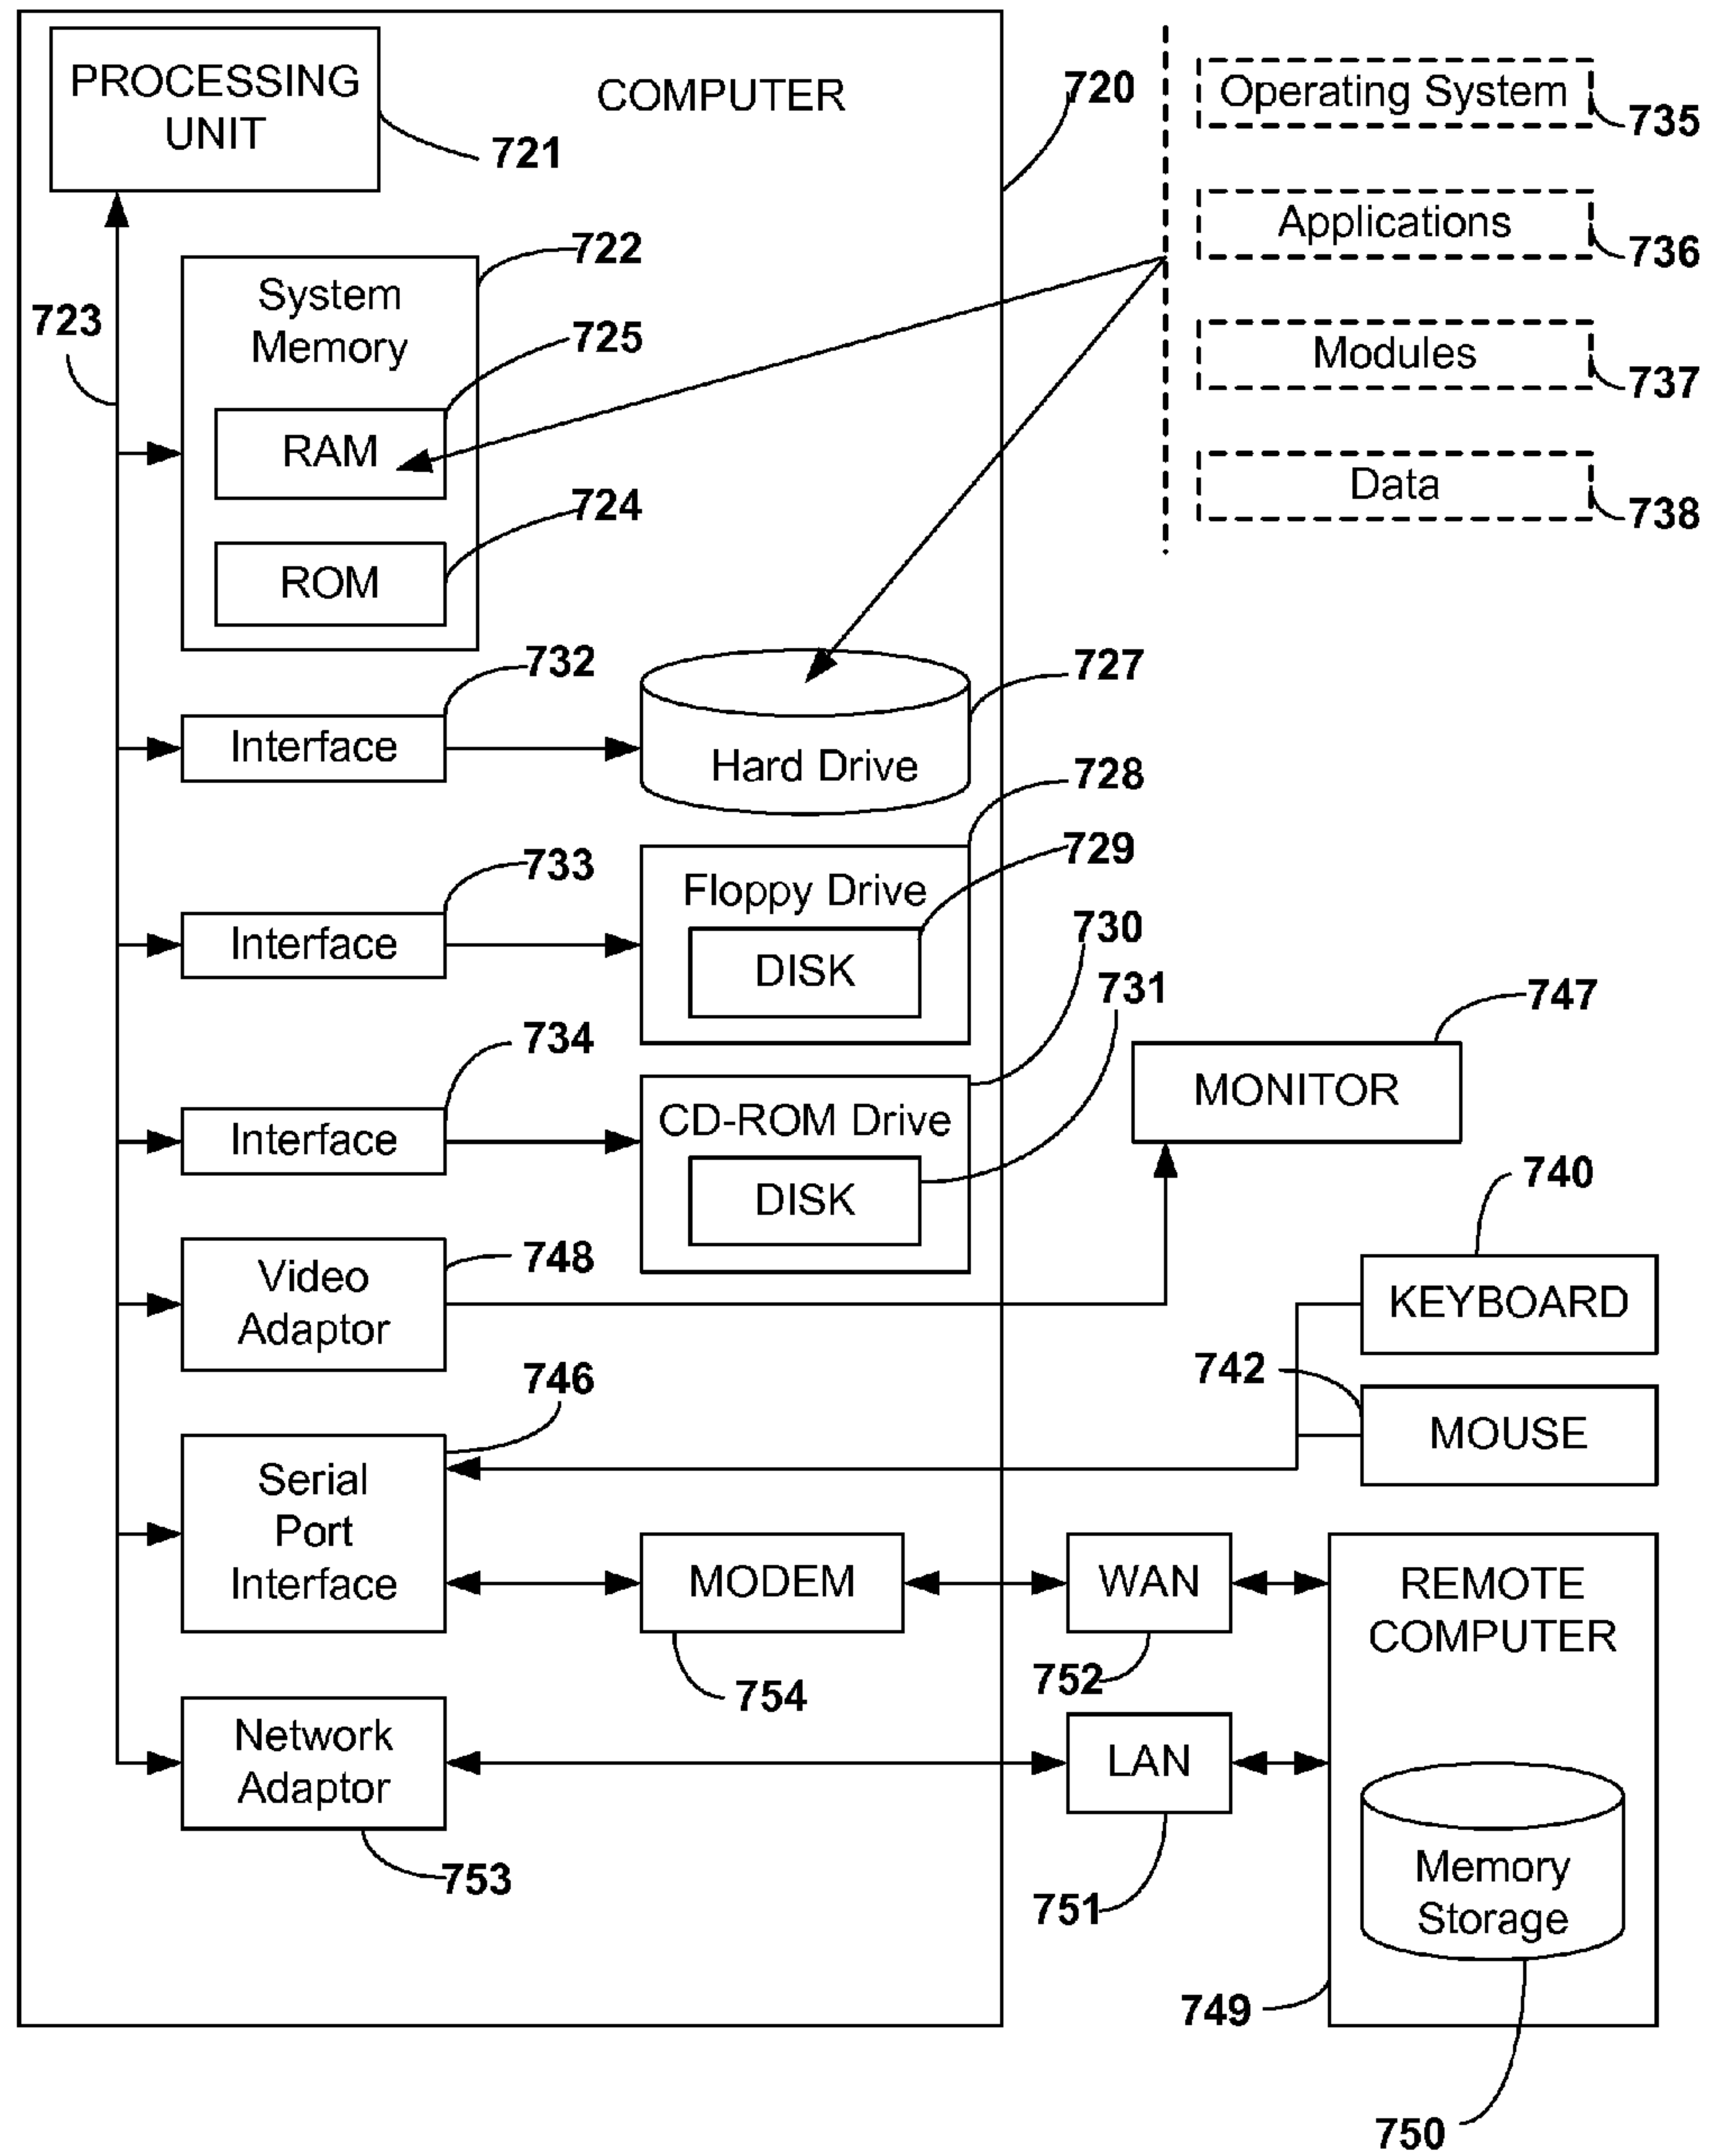 PROCESSING
UNIT
721
COMPUTER
720
Operating System
735
Applications
736
Modules
737
Data
738
723
722
System
Memory
725
RAM
724
ROM
732
Interface
727
Hard Drive
728
733
Interface
729
Floppy Drive
DISK
730
731
734
Interface
CD-ROM Drive
DISK
747
MONITOR
740
KEYBOARD
742
MOUSE
748
Video
Adaptor
746
Serial
Port
Interface
MODEM
754
WAN
752
REMOTE
COMPUTER
Network
Adaptor
753
LAN
751
Memory
Storage
749
750